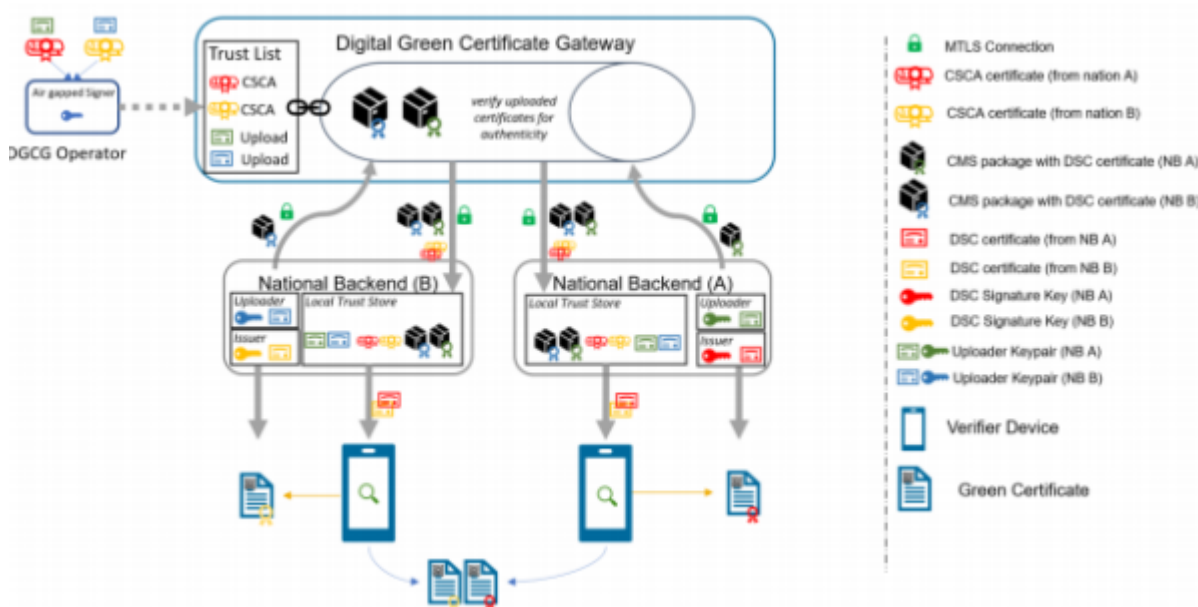 Digital Green Certificate Gateway
Trust List
CSCA
CSCA
Upload
Upload
verify uploaded
certificates for
authenticity
Air gapped Signer
DGCG Operator
National Backend (B)
Uploader
Issuer
Local Trust Store
National Backend (A)
Local Trust Store
Uploader
Issuer
MTLS Connection
CSCA certificate (from nation A)
CSCA certificate (from nation B)
CMS package with DSC certificate (NB A)
CMS package with DSC certificate (NB B)
DSC certificate (from NB A)
DSC certificate (from NB B)
DSC Signature Key (NB A)
DSC Signature Key (NB B)
Uploader Keypair (NB A)
Uploader Keypair (NB B)
Verifier Device
Green Certificate